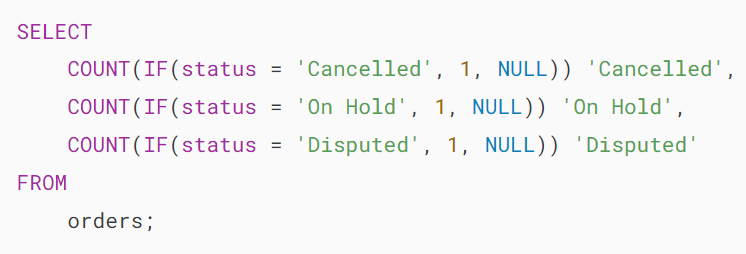 SELECT
    COUNT(IF(status = 'Cancelled', 1, NULL)) 'Cancelled',
    COUNT(IF(status = 'On Hold', 1, NULL)) 'On Hold',
    COUNT(IF(status = 'Disputed', 1, NULL)) 'Disputed'
FROM
    orders;